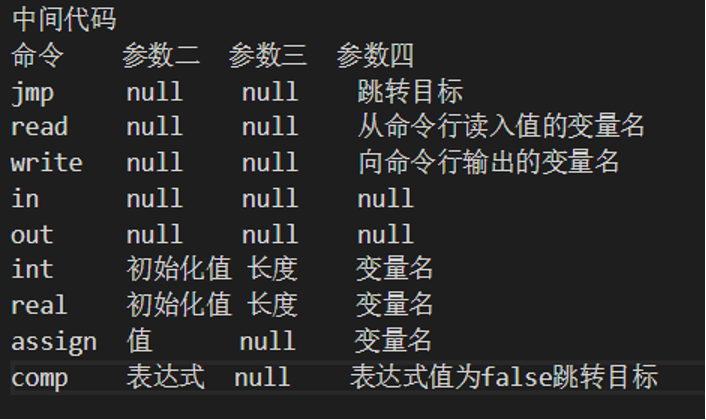 中间代码
命令 参数二 参数三 参数四
jmp null null 跳转目标
read null null 从命令行读入值的变量名
write null null 向命令行输出的变量名
in null null null
out null null null
int 初始化值 长度 变量名
real 初始化值 长度 变量名
assign 值 null 变量名
comp 表达式 null 表达式值为false跳转目标